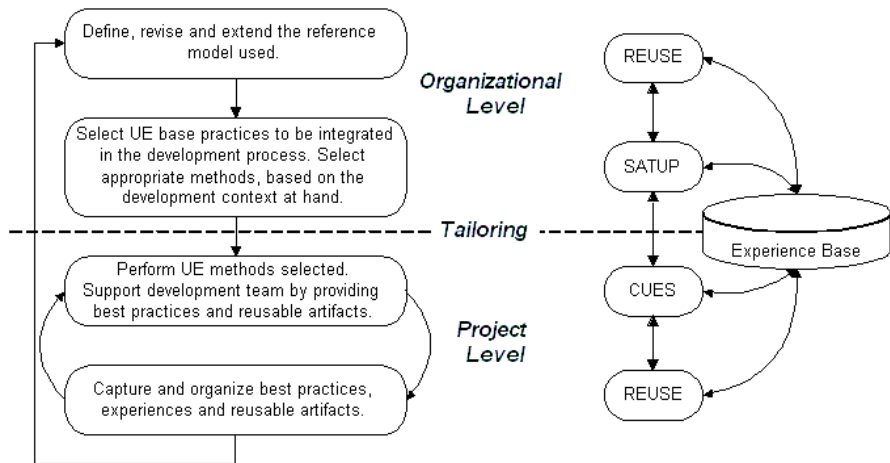 Define, revise and extend the reference
model used.
Organizational
Level
REUSE
Select UE base practices to be integrated
in the development process. Select
appropriate methods, based on the
development context at hand.
SATUP
Tailoring
Experience Base
Perform UE methods selected.
Support development team by providing
best practices and reusable artifacts.
CUES
Project
Level
Capture and organize best practices,
experiences and reusable artifacts.
REUSE